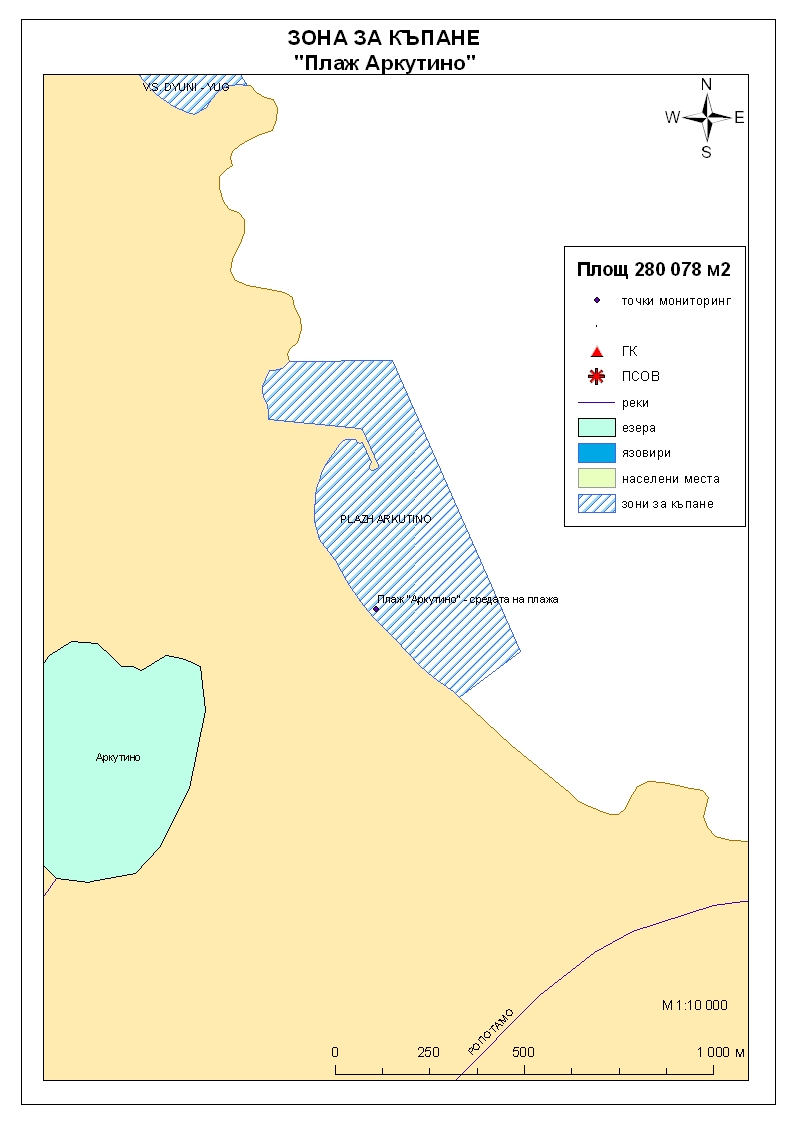 ЗОНА ЗА КЪПАНЕ
"Плаж Аркутино"
V.S. DYUNI - YUG
N
W E
S
Площ 280 078 м2
точки мониторинг
ГК
ПСОВ
реки
езера
язовири
населени места
зони за къпане
PLAZH ARKUTINO
Плаж "Аркутино" - средата на плажа
Аркутино
РОПОТАМО
М 1:10 000
0 250 500 1 000 м